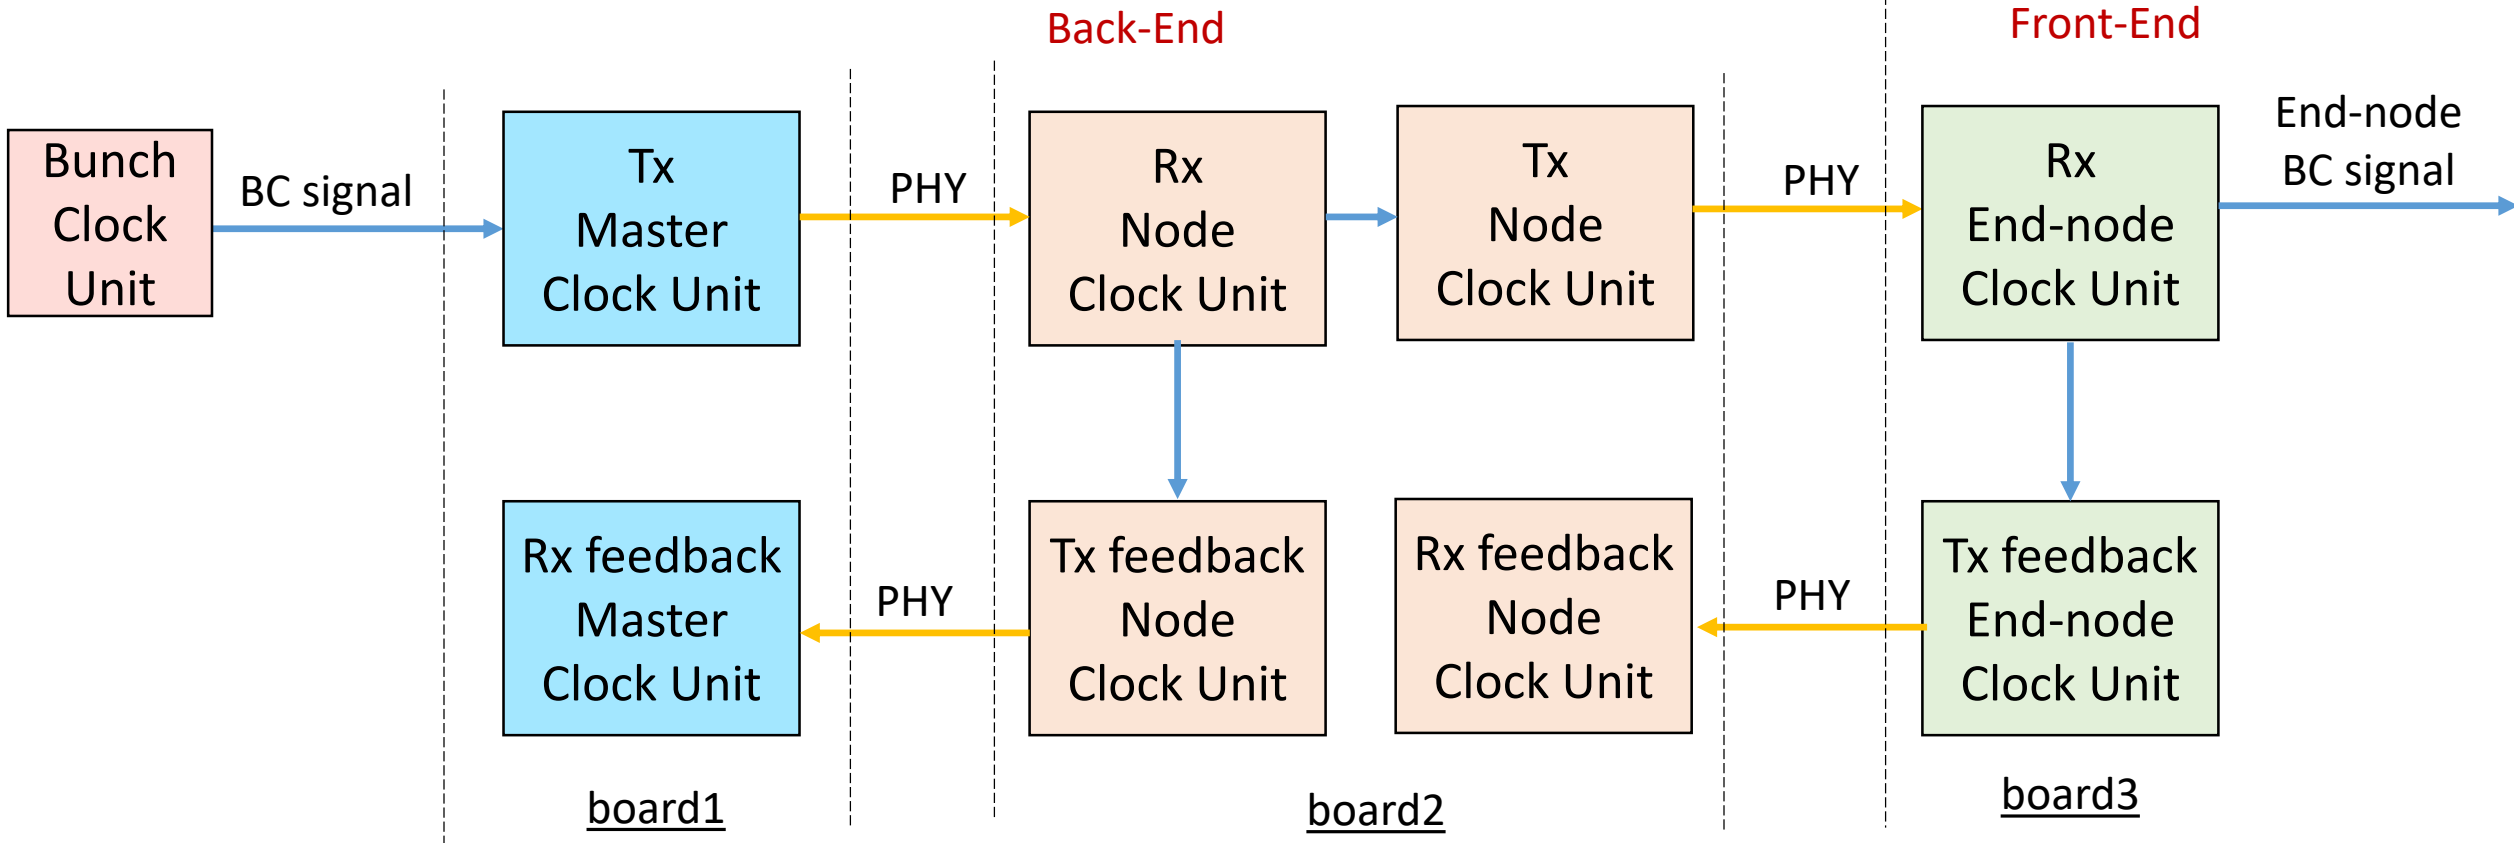 Back-End
Front-End
Bunch
Clock
Unit
BC signal
Tx
Master
Clock Unit
PHY
Rx
Node
Clock Unit
Tx
Node
Clock Unit
PHY
Rx
End-node
Clock Unit
End-node
BC signal
Rx feedback
Master
Clock Unit
PHY
Tx feedback
Node
Clock Unit
Rx feedback
Node
Clock Unit
PHY
Tx feedback
End-node
Clock Unit
board1
board2
board3